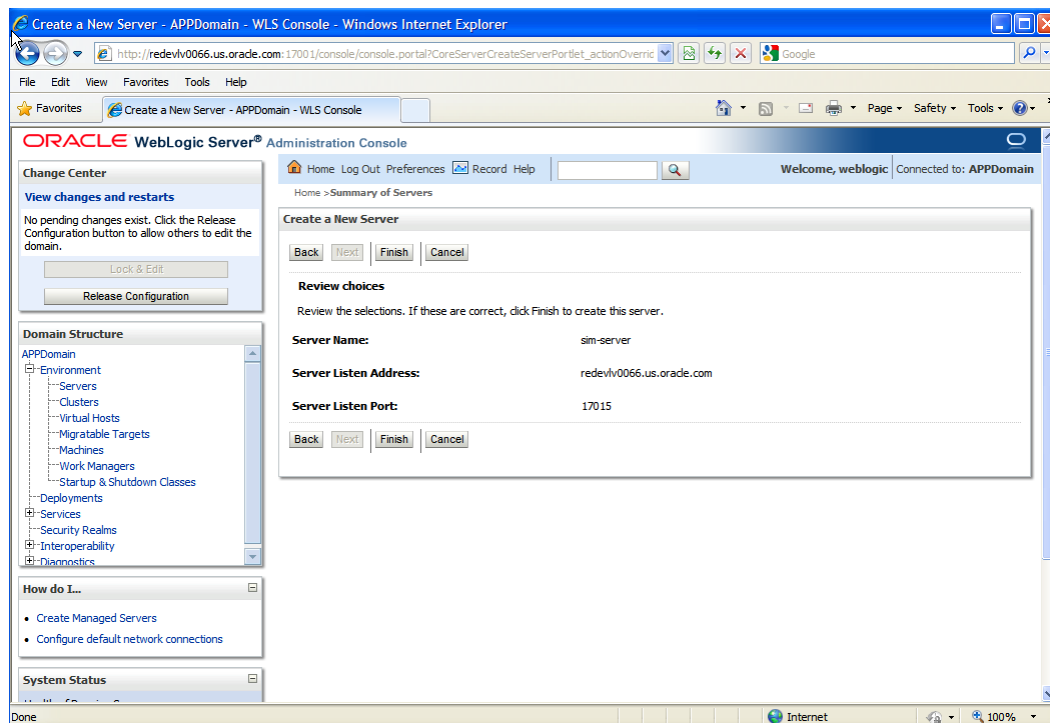 Create a New Server - APPDomain - WLS Console - Windows Internet Explorer
http://redevlv0066.us.oracle.com:17001/console/console.portal?CoreServerCreateServerPortlet_actionOverric
Google
File Edit View Favorites Tools Help
Favorites
Create a New Server - APPDomain - WLS Console
Page Safety Tools
ORACLE WebLogic Server® Administration Console
Change Center
View changes and restarts
No pending changes exist. Click the Release
Configuration button to allow others to edit the
domain.
Lock & Edit
Release Configuration
Domain Structure
APPDomain
Environment
Servers
Clusters
Virtual Hosts
Migratable Targets
Machines
Work Managers
Startup & Shutdown Classes
Deployments
Services
Security Realms
Interoperability
Diagnostics
How do I...
Create Managed Servers
Configure default network connections
System Status
Home Log Out Preferences Record Help
Welcome, weblogic Connected to: APPDomain
Home >Summary of Servers
Create a New Server
Back Next Finish Cancel
Review choices
Review the selections. If these are correct, click Finish to create this server.
Server Name: sim-server
Server Listen Address: redevlv0066.us.oracle.com
Server Listen Port: 17015
Back Next Finish Cancel
Done
Internet
100%